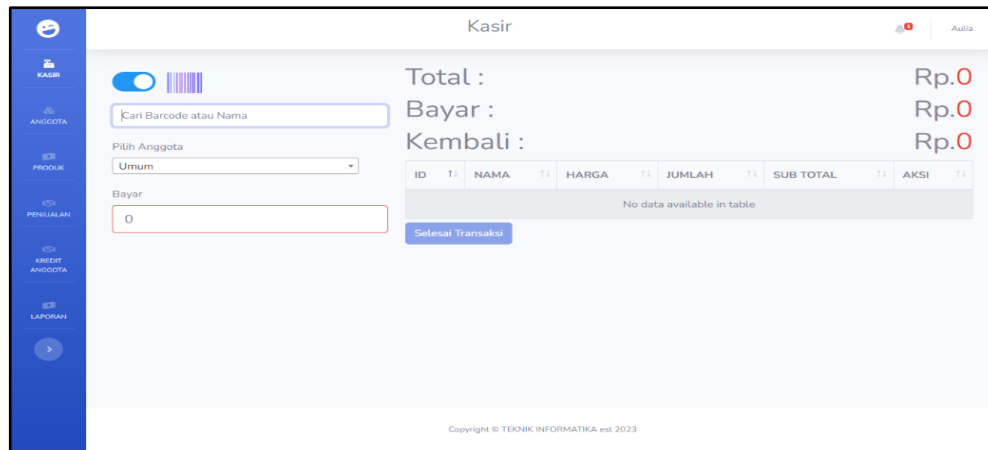 Kasir
3
Aulia
KASIR
ANGGOTA
PRODUK
PENJUALAN
KREDIT
ANGGOTA
LAPORAN
Cari Barcode atau Nama
Pilih Anggota
Umum
Bayar
0
Total : Rp.0
Bayar : Rp.0
Kembali : Rp.0
ID NAMA HARGA JUMLAH SUB TOTAL AKSI
No data available in table
Selesai Transaksi
Copyright © TEKNIK INFORMATIKA est 2023